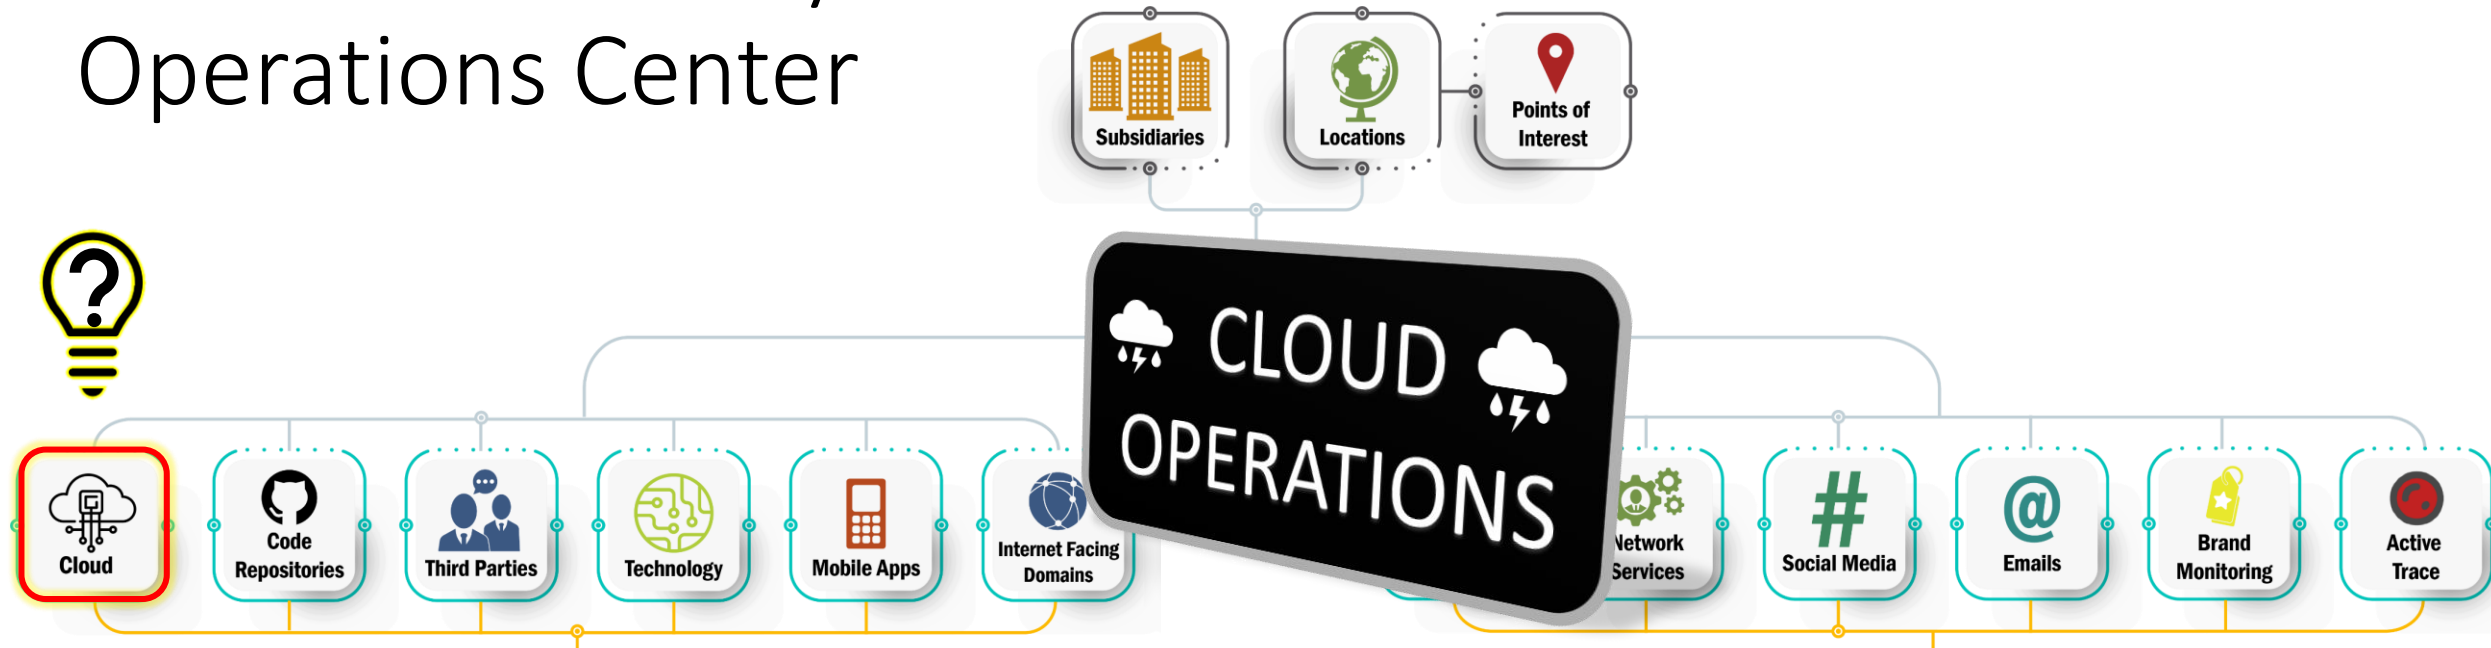 Operations Center
Subsidiaries
Locations
Points of
Interest
?
CLOUD
OPERATIONS
Cloud
Code
Repositories
Third Parties
Technology
Mobile Apps
Internet Facing
Domains
Network
Services
#
Social Media
@
Emails
Brand
Monitoring
Active
Trace